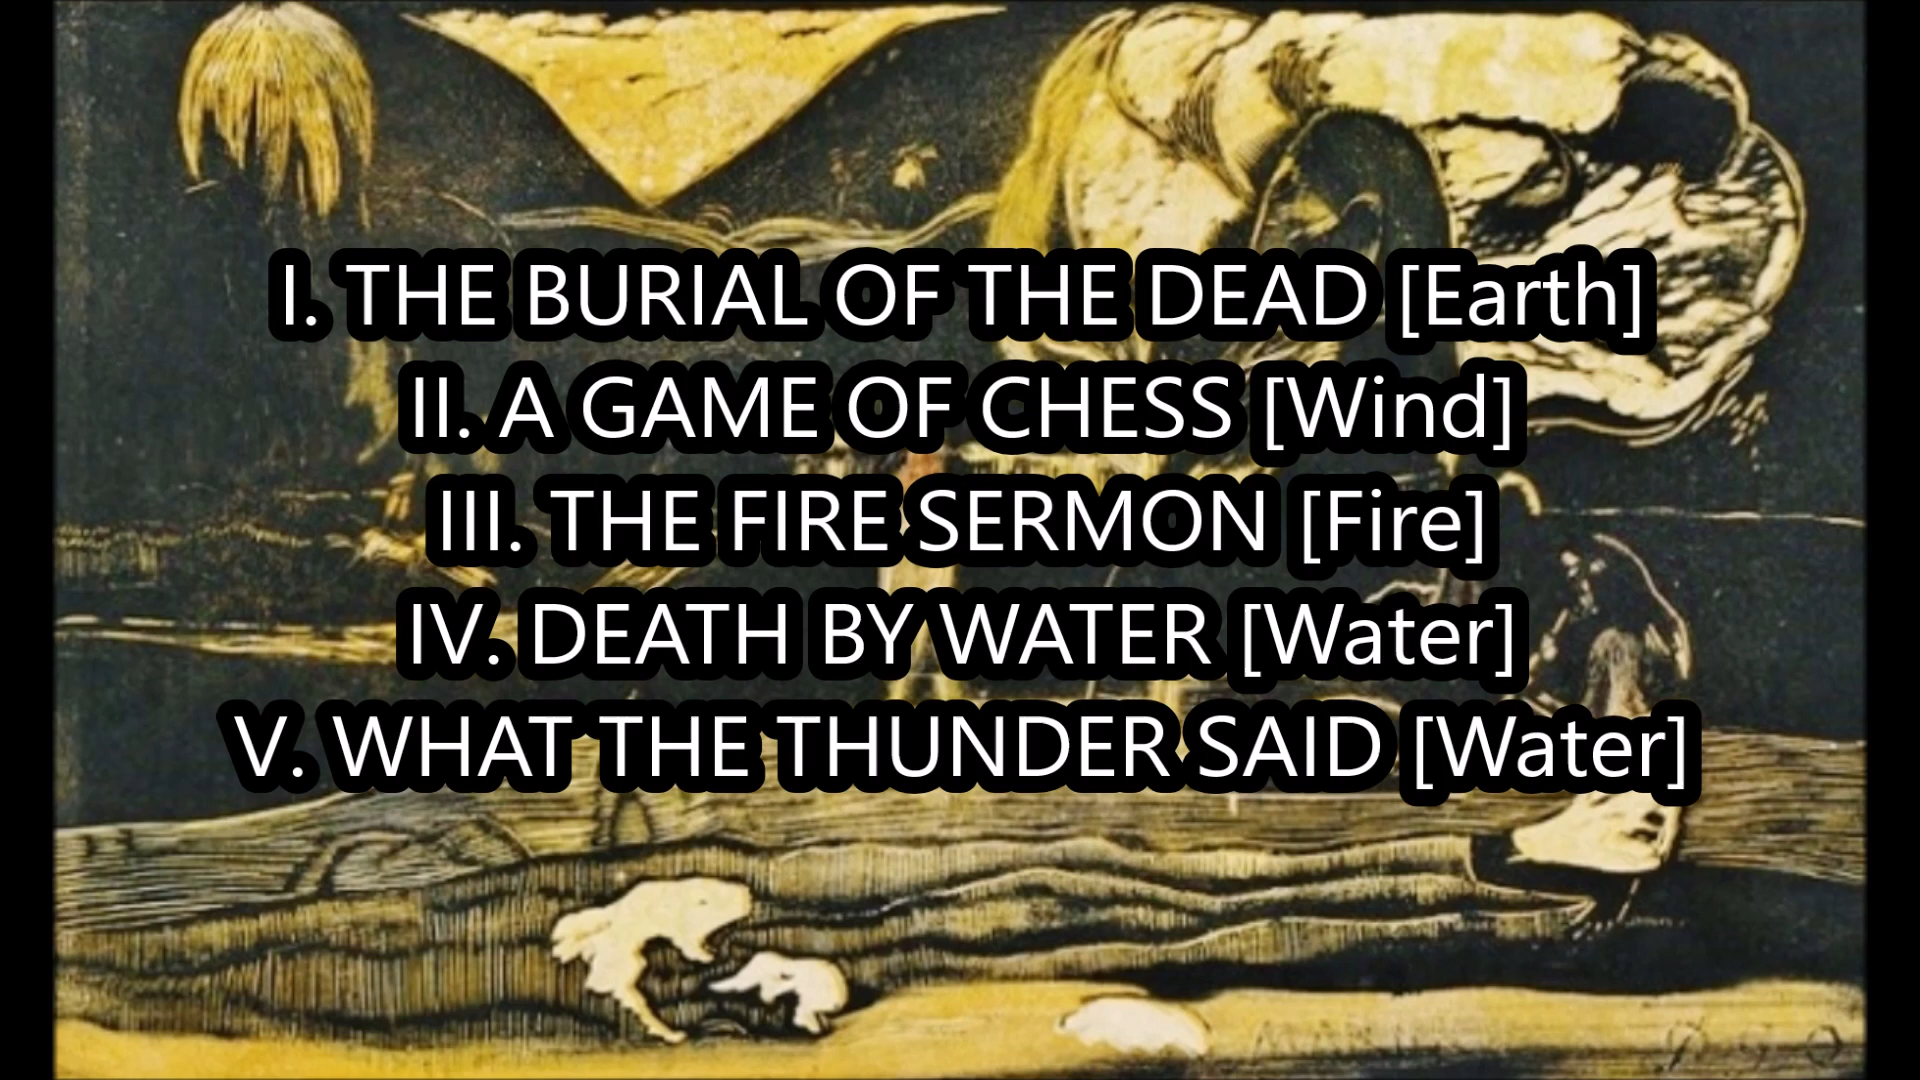 I. THE BURIAL OF THE DEAD [Earth]
II. A GAME OF CHESS [Wind]
III. THE FIRE SERMON [Fire]
IV. DEATH BY WATER [Water]
V. WHAT THE THUNDER SAID [Water]